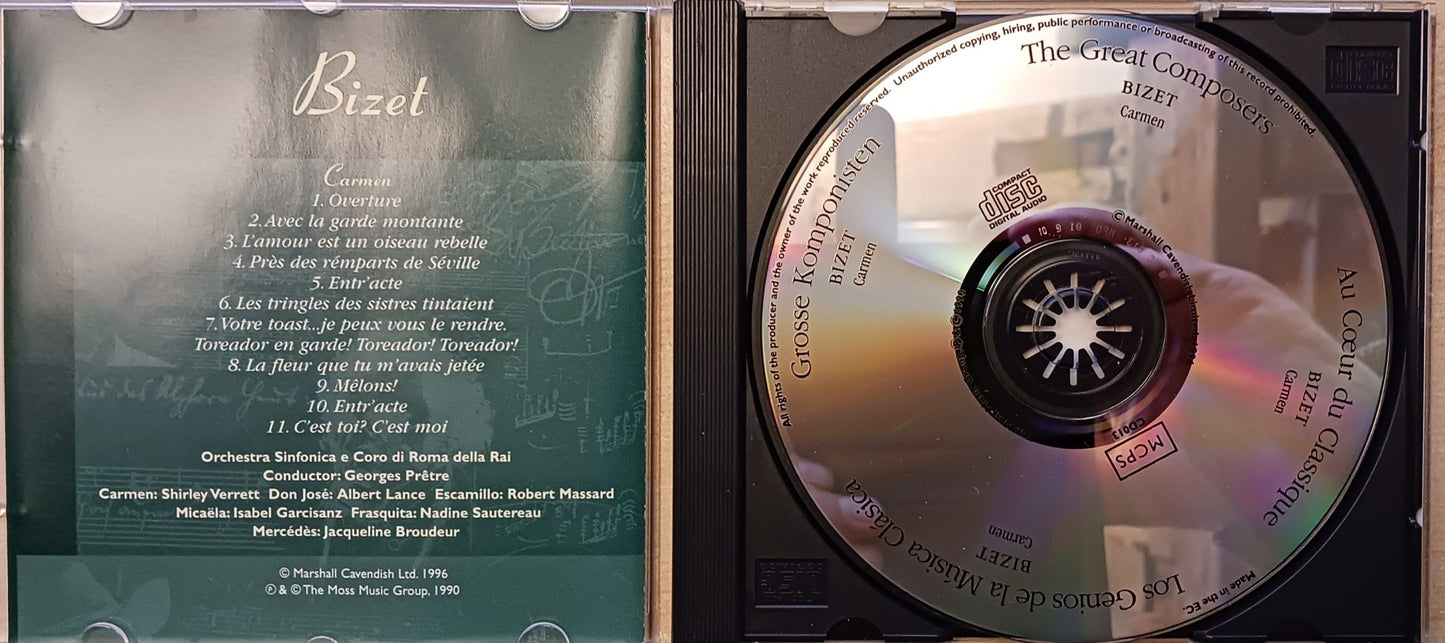 Bizet
Carmen
1. Overture
2. Avec la garde montante
3. L'amour est un oiseau rebelle
4. Près des rémparts de Séville
5. Entr'acte
6. Les tringles des sistres tintaient
7. Votre toast...je peux vous le rendre.
Toreador en garde! Toreador! Toreador!
8. La fleur que tu m'avais jetée
9. Mêlons!
10. Entr'acte
11. C'est toi? C'est moi
Orchestra Sinfonica e Coro di Roma della Rai
Conductor: Georges Prêtre
Carmen: Shirley Verrett Don José: Albert Lance Escamillo: Robert Massard
Micaëla: Isabel Garcisanz Frasquita: Nadine Sautereau
Mercédès: Jacqueline Broudeur
© Marshall Cavendish Ltd. 1996
℗ & © The Moss Music Group, 1990
All rights of the producer and the owner of the work reproduced reserved. Unauthorized copying, hiring, public performance or broadcasting of this record prohibited.
The Great Composers
BIZET
Carmen
Grosse Komponisten
BIZET
Carmen
COMPACT
disc
DIGITAL AUDIO
© Marshall Cavendish Limited
Au Cœur du Classique
BIZET
Carmen
CD013
MCPS
Los Genios de la Música Clásica
BIZET
Carmen
Made in the EC.
disc